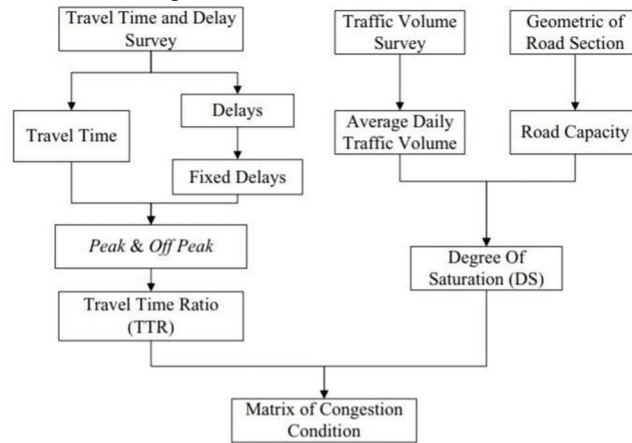 Travel Time and Delay
Survey
Traffic Volume
Survey
Geometric of
Road Section
Travel Time
Delays
Average Daily
Traffic Volume
Road Capacity
Fixed Delays
Peak & Off Peak
Degree Of
Saturation (DS)
Travel Time Ratio
(TTR)
Matrix of Congestion
Condition